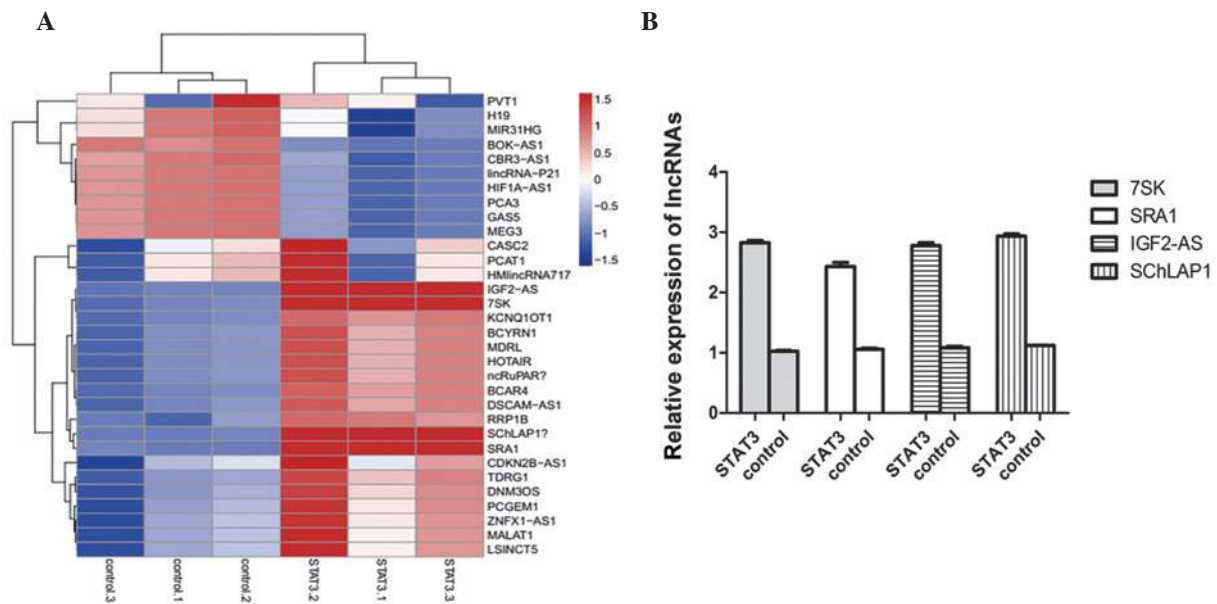 A
B
PVT1
H19
MIR31HG
BOK-AS1
CBR3-AS1
lincRNA-P21
HIF1A-AS1
PCA3
GAS5
MEG3
CASC2
PCAT1
HMlincRNA717
IGF2-AS
7SK
KCNQ1OT1
BCYRN1
MDRL
HOTAIR
ncRuPAR?
BCAR4
DSCAM-AS1
RRP1B
SChLAP1?
SRA1
CDKN2B-AS1
TDRG1
DNM3OS
PCGEM1
ZNFX1-AS1
MALAT1
LSINCT5
1.5
1
0.5
0
-0.5
-1
-1.5
control.3
control.1
control.2
STAT3.2
STAT3.1
STAT3.3
Relative expression of lncRNAs
4
3
2
1
0
STAT3
control
STAT3
control
STAT3
control
STAT3
control
7SK
SRA1
IGF2-AS
SChLAP1